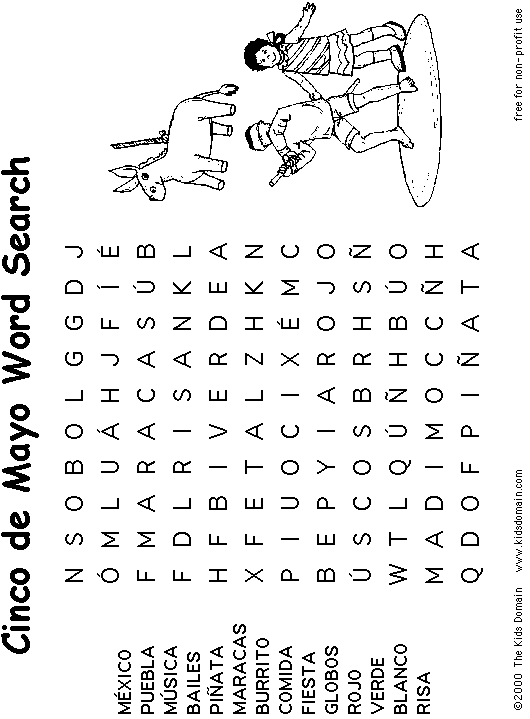 Cinco de Mayo Word Search
N S O B O L G G D J
Ó M L U Á H J F Í É
F M A R A C A S Ú B
F D L R I S A N K L
H F B I V E R D E A
X F E T A L Z H K N
P I U O C I X É M C
B E P Y I A R O J O
Ú S C O S B R H S Ñ
W T L Q Ú Ñ H B Ú O
M A D I M O C C Ñ H
Q D O F P I Ñ A T A
MÉXICO
PUEBLA
MÚSICA
BAILES
PIÑATA
MARACAS
BURRITO
COMIDA
FIESTA
GLOBOS
ROJO
VERDE
BLANCO
RISA
©2000 The Kids Domain www.kidsdomain.com free for non-profit use